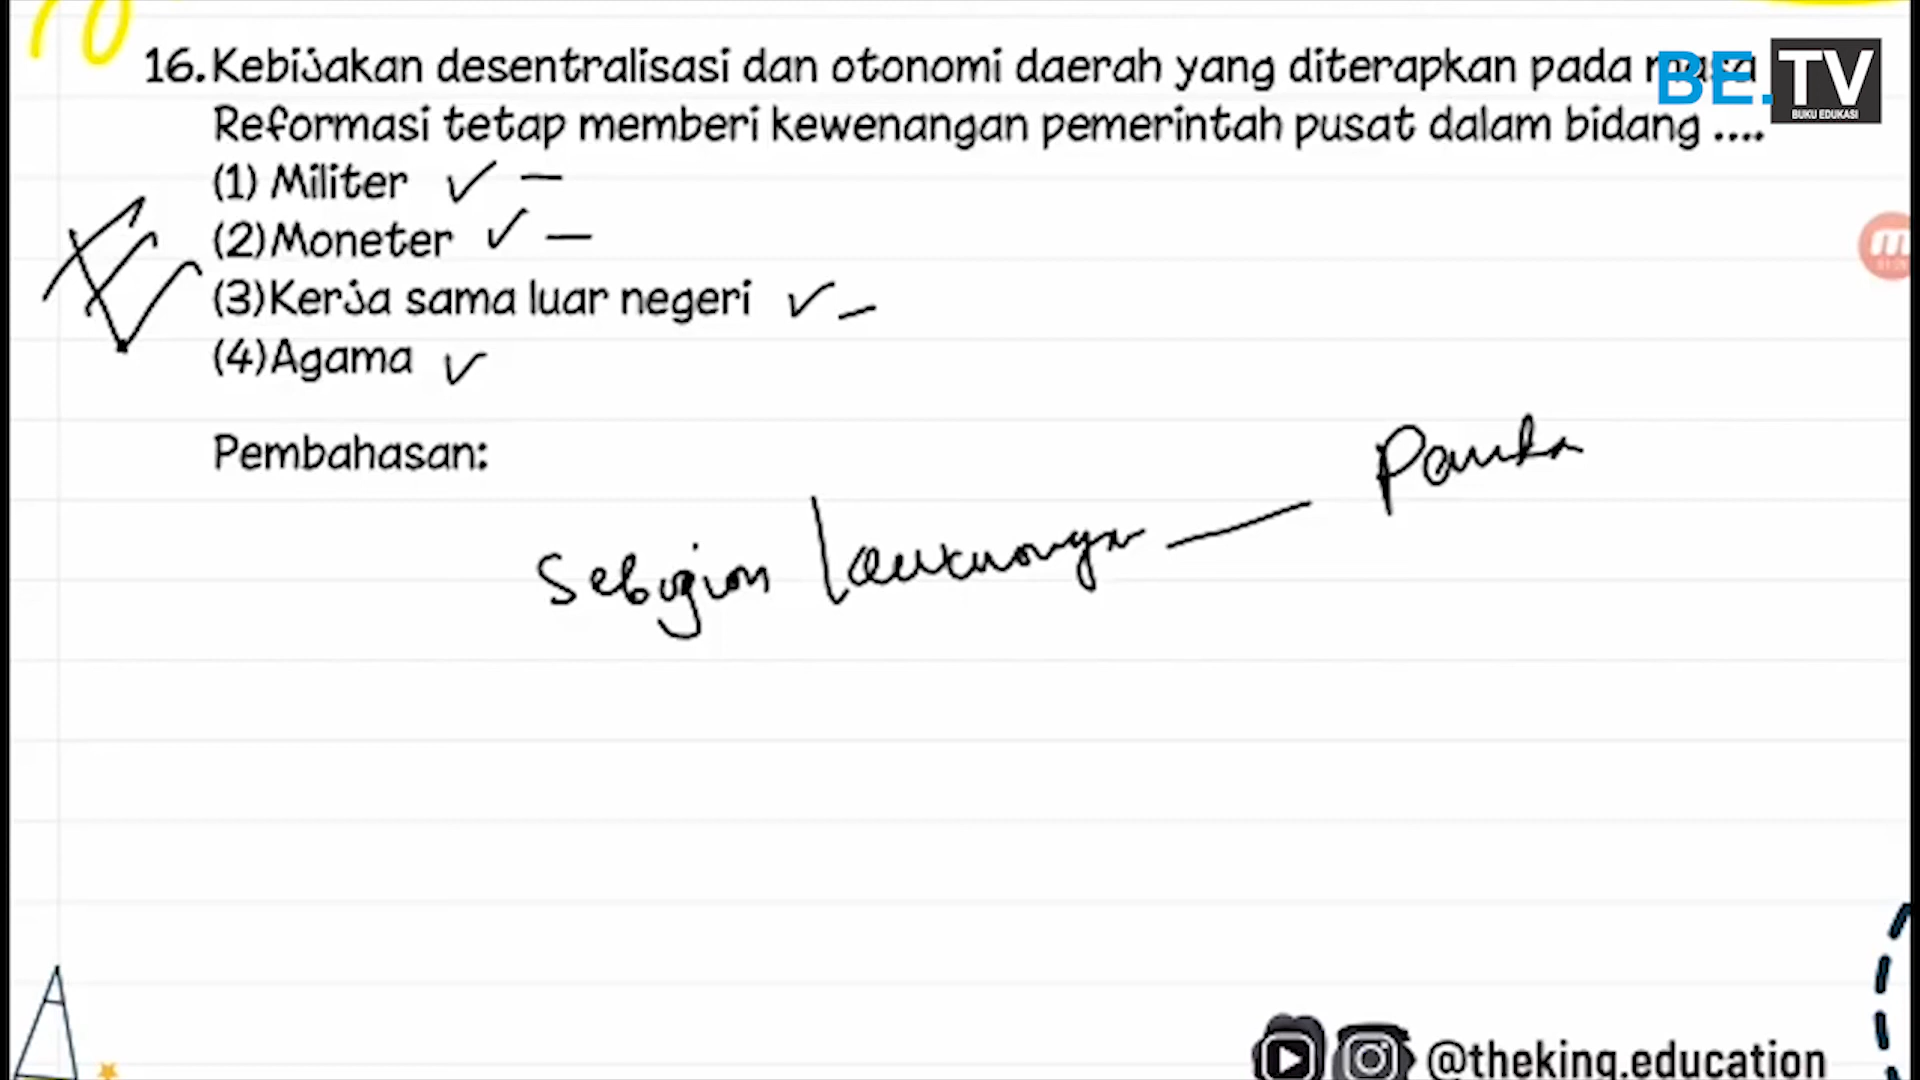 16. Kebijakan desentralisasi dan otonomi daerah yang diterapkan pada masa
BE.TV
BUKU EDUKASI
Reformasi tetap memberi kewenangan pemerintah pusat dalam bidang ....
(1) Militer
(2) Moneter
(3) Kerja sama luar negeri
(4) Agama
E
Pembahasan:
@theking.education